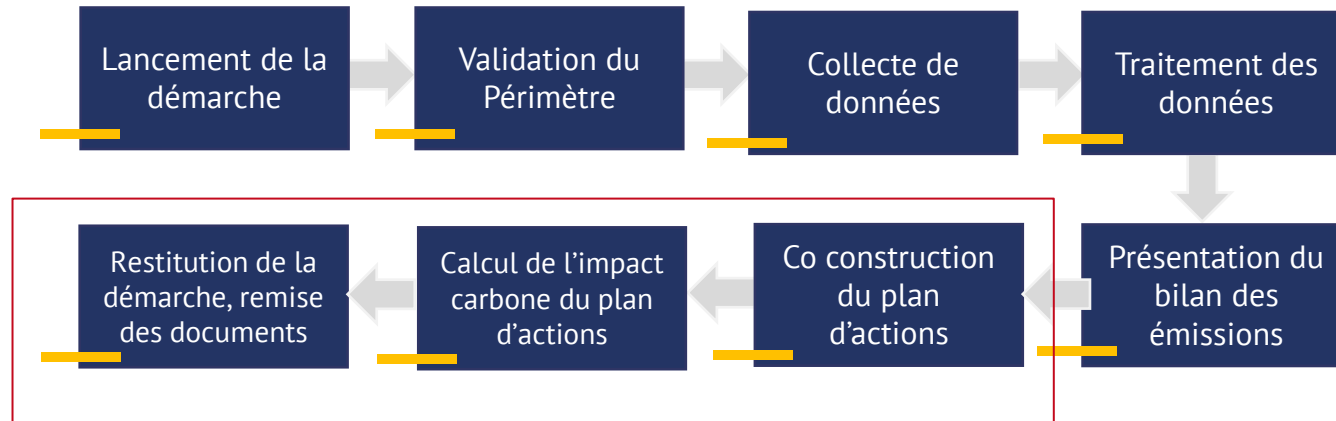 Lancement de la
démarche
Validation du
Périmètre
Collecte de
données
Traitement des
données
Présentation du
bilan des
émissions
Co construction
du plan
d’actions
Calcul de l’impact
carbone du plan
d’actions
Restitution de la
démarche, remise
des documents